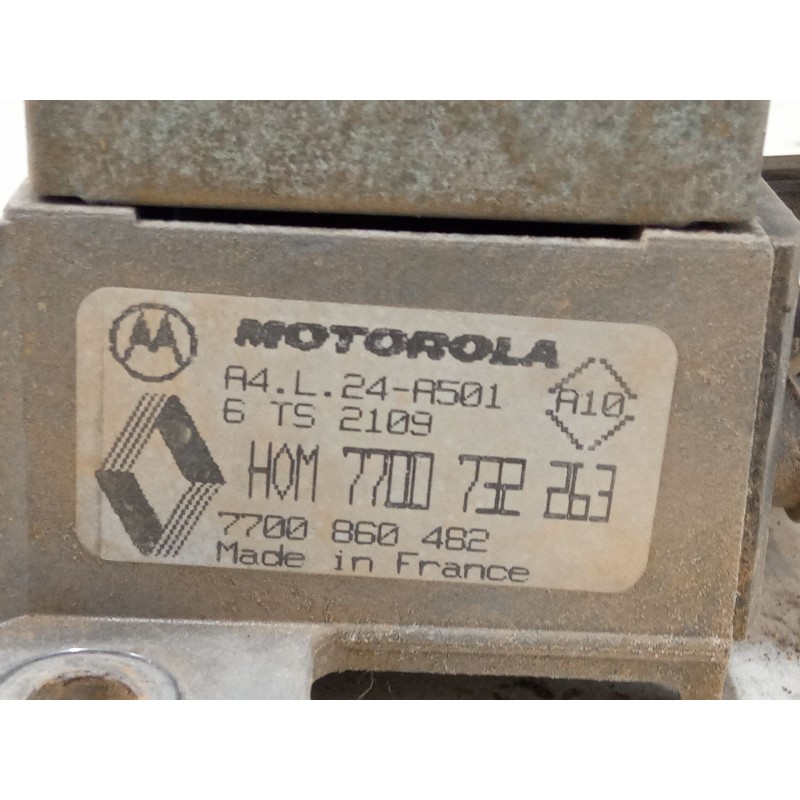 MOTOROLA
A4.L.24-A501
6 TS 2109
A10
HOM 7700 732 263
7700 860 482
Made in France